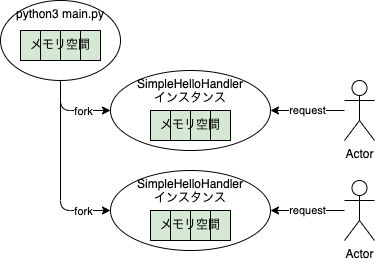 python3 main.py
メモリ空間
SimpleHelloHandler
インスタンス
メモリ空間
fork
request
Actor
SimpleHelloHandler
インスタンス
メモリ空間
fork
request
Actor